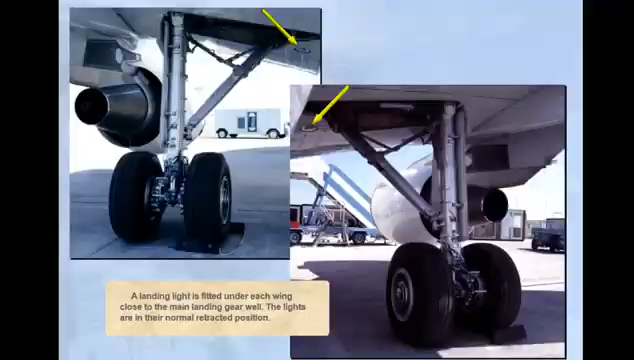 A landing light is fitted under each wing
close to the main landing gear well. The lights
are in their normal retracted position.